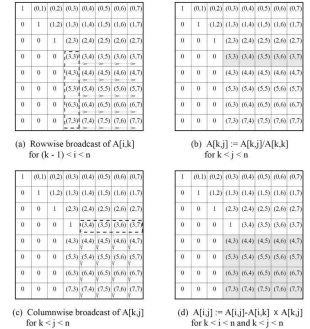 1 (0,1) (0,2) (0,3) (0,4) (0,5) (0,6) (0,7)
0 1 (1,2) (1,3) (1,4) (1,5) (1,6) (1,7)
0 0 1 (2,3) (2,4) (2,5) (2,6) (2,7)
0 0 0 (3,3) (3,4) (3,5) (3,6) (3,7)
0 0 0 (4,3) (4,4) (4,5) (4,6) (4,7)
0 0 0 (5,3) (5,4) (5,5) (5,6) (5,7)
0 0 0 (6,3) (6,4) (6,5) (6,6) (6,7)
0 0 0 (7,3) (7,4) (7,5) (7,6) (7,7)
(a) Rowwise broadcast of A[i,k]
for (k - 1) < i < n
1 (0,1) (0,2) (0,3) (0,4) (0,5) (0,6) (0,7)
0 1 (1,2) (1,3) (1,4) (1,5) (1,6) (1,7)
0 0 1 (2,3) (2,4) (2,5) (2,6) (2,7)
0 0 0 (3,3) (3,4) (3,5) (3,6) (3,7)
0 0 0 (4,3) (4,4) (4,5) (4,6) (4,7)
0 0 0 (5,3) (5,4) (5,5) (5,6) (5,7)
0 0 0 (6,3) (6,4) (6,5) (6,6) (6,7)
0 0 0 (7,3) (7,4) (7,5) (7,6) (7,7)
(b) A[k,j] := A[k,j]/A[k,k]
for k < j < n
1 (0,1) (0,2) (0,3) (0,4) (0,5) (0,6) (0,7)
0 1 (1,2) (1,3) (1,4) (1,5) (1,6) (1,7)
0 0 1 (2,3) (2,4) (2,5) (2,6) (2,7)
0 0 0 1 (3,4) (3,5) (3,6) (3,7)
0 0 0 (4,3) (4,4) (4,5) (4,6) (4,7)
0 0 0 (5,3) (5,4) (5,5) (5,6) (5,7)
0 0 0 (6,3) (6,4) (6,5) (6,6) (6,7)
0 0 0 (7,3) (7,4) (7,5) (7,6) (7,7)
(c) Columnwise broadcast of A[k,j]
for k < j < n
1 (0,1) (0,2) (0,3) (0,4) (0,5) (0,6) (0,7)
0 1 (1,2) (1,3) (1,4) (1,5) (1,6) (1,7)
0 0 1 (2,3) (2,4) (2,5) (2,6) (2,7)
0 0 0 1 (3,4) (3,5) (3,6) (3,7)
0 0 0 (4,3) (4,4) (4,5) (4,6) (4,7)
0 0 0 (5,3) (5,4) (5,5) (5,6) (5,7)
0 0 0 (6,3) (6,4) (6,5) (6,6) (6,7)
0 0 0 (7,3) (7,4) (7,5) (7,6) (7,7)
(d) A[i,j] := A[i,j]-A[i,k] x A[k,j]
for k < i < n and k < j < n